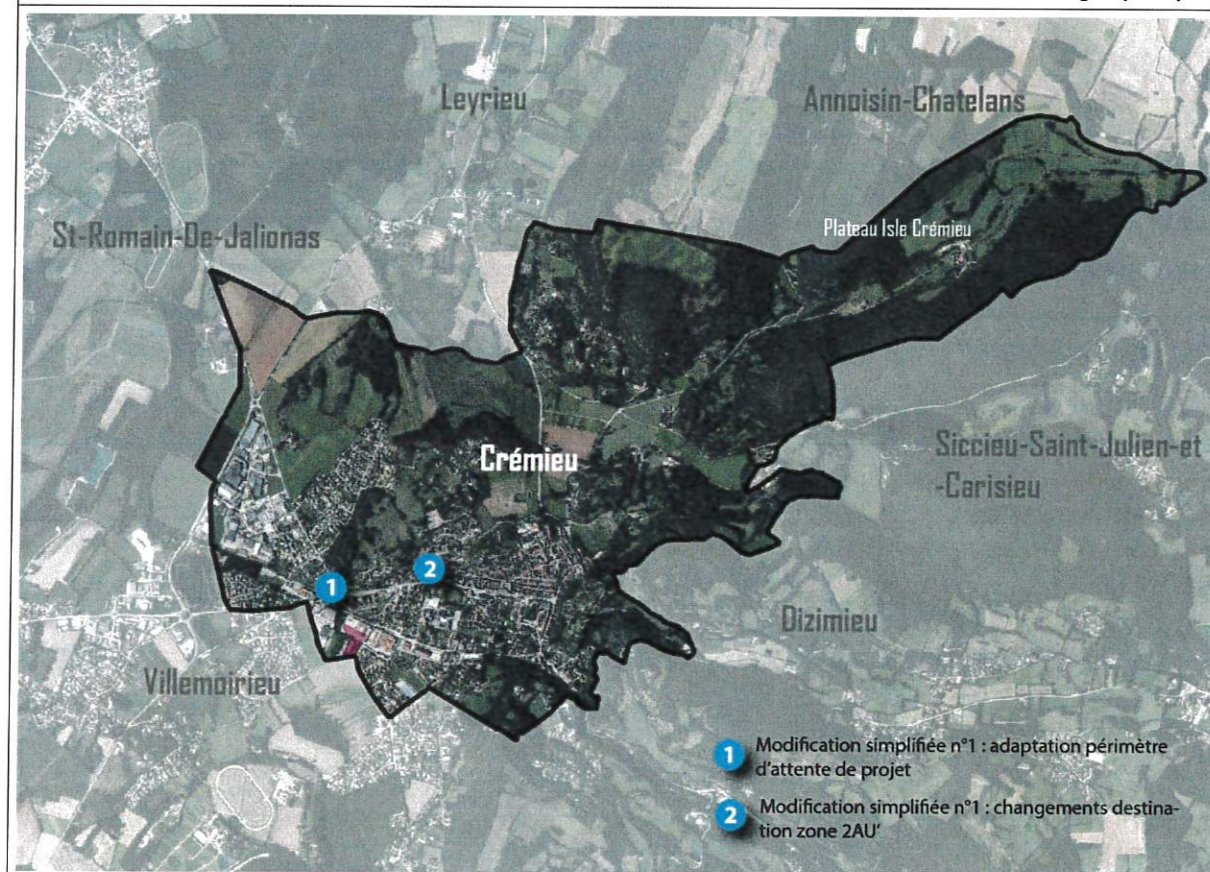 Leyrieu
Annoisin-Chatelans
St-Romain-De-Jalionas
Plateau Isle Crémieu
Crémieu
Siccieu-Saint-Julien-et
-Carisieu
1
2
Dizimieu
Villemoirieu
1 Modification simplifiée n°1 : adaptation périmètre
d'attente de projet
2 Modification simplifiée n°1 : changements destina-
tion zone 2AU'